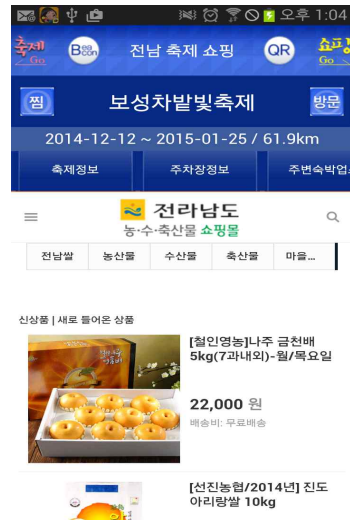 오후 1:04
축제
Go
Beacon
전남 축제 쇼핑
QR
쇼핑
Go
찜
보성차밭빛축제
방문
2014-12-12 ~ 2015-01-25 / 61.9km
축제정보
주차장정보
주변숙박업
전라남도
농·수·축산물 쇼핑몰
전남쌀
농산물
수산물
축산물
마을...
신상품 | 새로 들어온 상품
[철인영농]나주 금천배
5kg(7과내외)-월/목요일
22,000 원
배송비: 무료배송
[선진농협/2014년] 진도
아리랑쌀 10kg